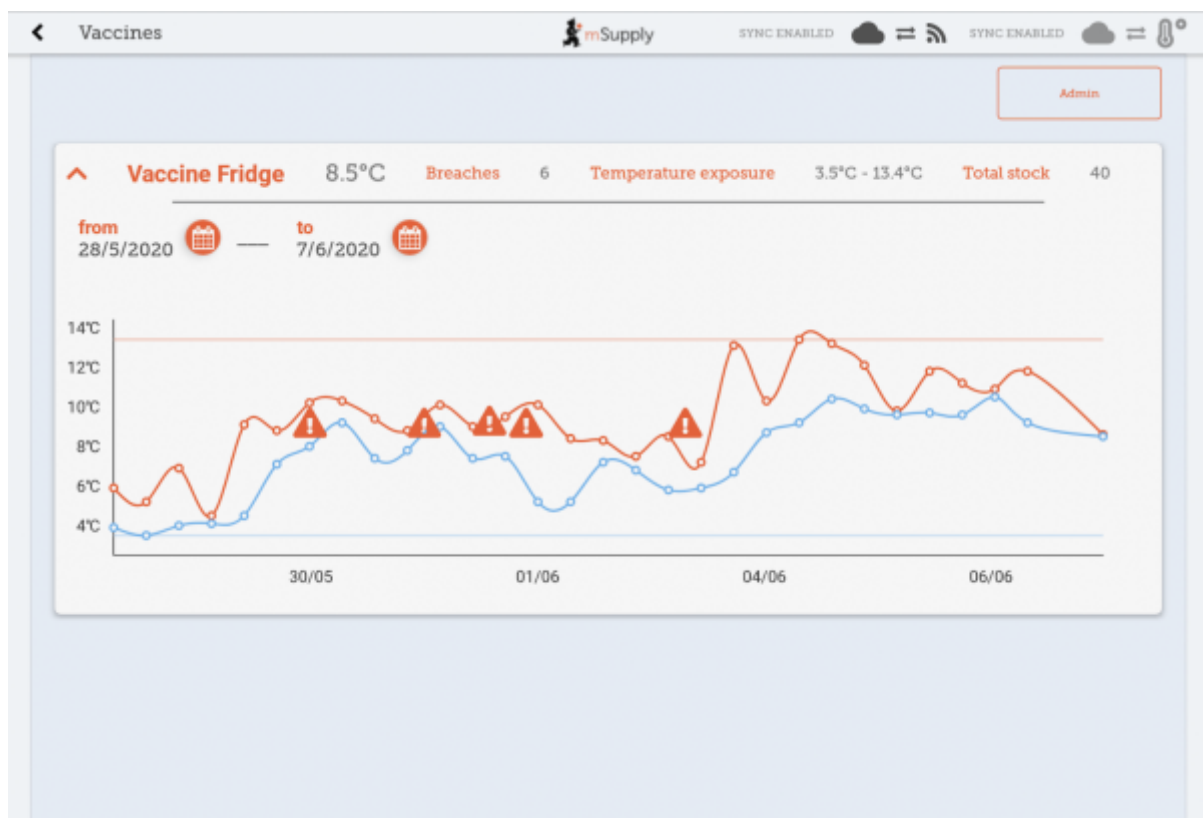 Vaccines mSupply SYNC ENABLED SYNC ENABLED
Admin
Vaccine Fridge 8.5°C Breaches 6 Temperature exposure 3.5°C - 13.4°C Total stock 40
from to
28/5/2020 7/6/2020
14°C
12°C
10°C
8°C
6°C
4°C
30/05 01/06 04/06 06/06